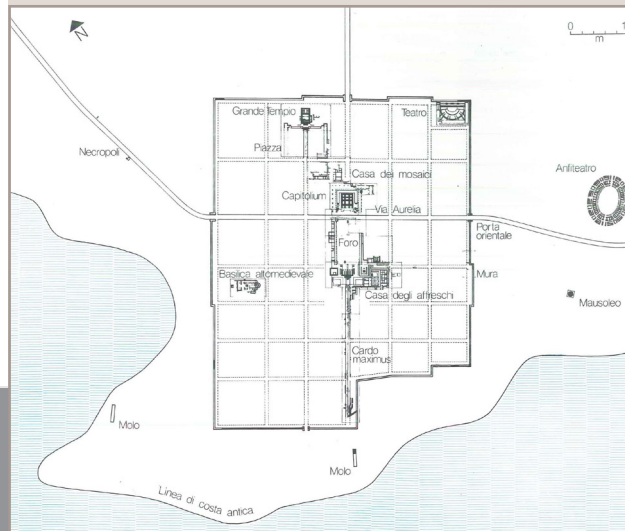 N
0
1
m
Grande Tempio
Teatro
Piazza
Necropoli
Casa dei mosaici
Anfiteatro
Capitolium
Via Aurelia
Porta
orientale
Foro
Basilica altomedievale
Mura
Casa degli affreschi
Mausoleo
Cardo
maximus
Molo
Molo
Linea di costa antica